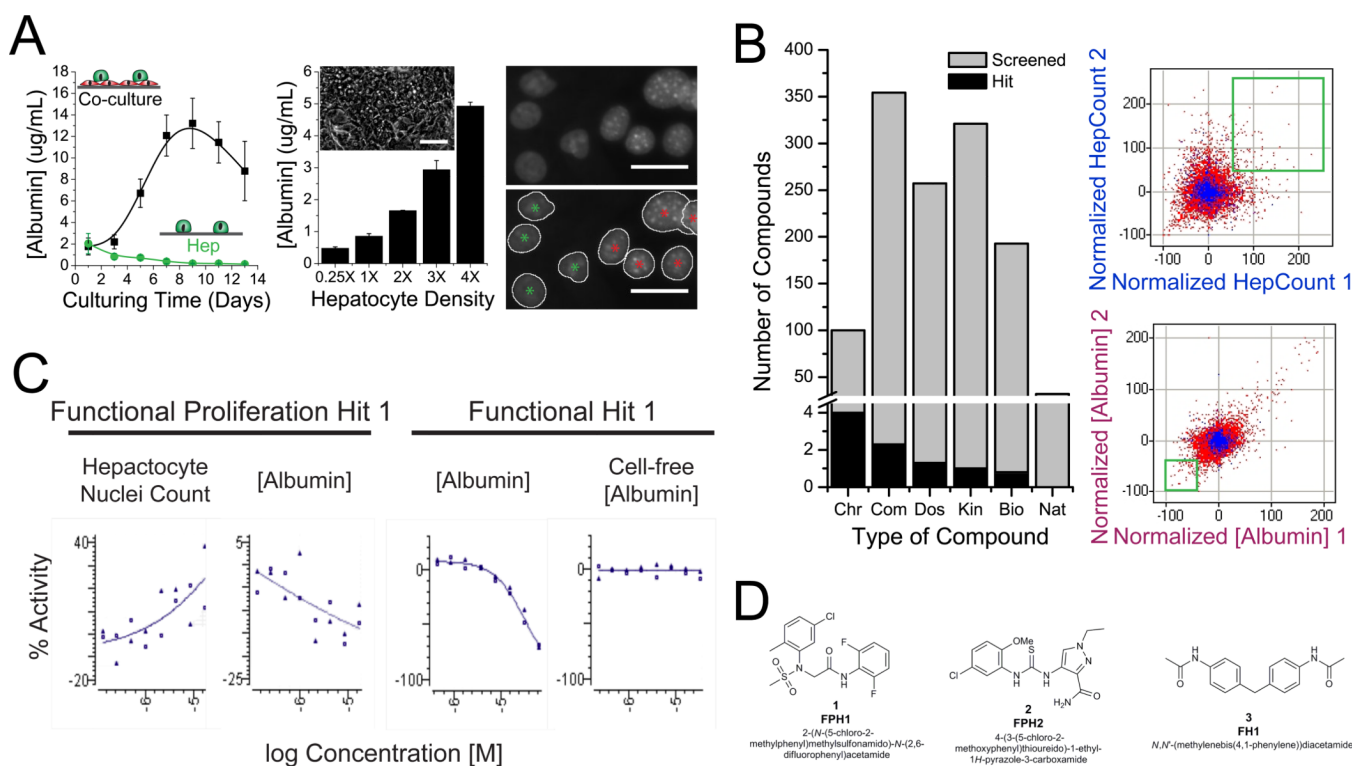 A
[Albumin] (ug/mL)
18
16
14
12
10
8
6
4
2
0
Co-culture
Hep
0 2 4 6 8 10 12 14
Culturing Time (Days)
[Albumin] (ug/mL)
6
5
4
3
2
1
0
0.25X 1X 2X 3X 4X
Hepatocyte Density
* * * *
* * * * *
B
Number of Compounds
400
350
300
250
200
150
100
50
4
2
0
Screened
Hit
Chr Com Dos Kin Bio Nat
Type of Compound
Normalized HepCount 2
200
100
0
-100
-100 0 100 200
Normalized HepCount 1
Normalized [Albumin] 2
200
100
0
-100
-100 0 100 200
Normalized [Albumin] 1
C
Functional Proliferation Hit 1
Functional Hit 1
Hepactocyte
Nuclei Count
[Albumin]
[Albumin]
Cell-free
[Albumin]
% Activity
40
-20
-6 -5
5
-25
-6 -5
0
-100
-6 -5
0
-100
-6 -5
log Concentration [M]
D
Cl
N
O
S
O
O
N
H
F
F
1
FPH1
2-(N-(5-chloro-2-
methylphenyl)methylsulfonamido)-N-(2,6-
difluorophenyl)acetamide
OMe
S
Cl
N
H
N
H
N
N
O
H2N
2
FPH2
4-(3-(5-chloro-2-
methoxyphenyl)thioureido)-1-ethyl-
1H-pyrazole-3-carboxamide
H
N
O
H
N
O
3
FH1
N,N'-(methylenebis(4,1-phenylene))diacetamide